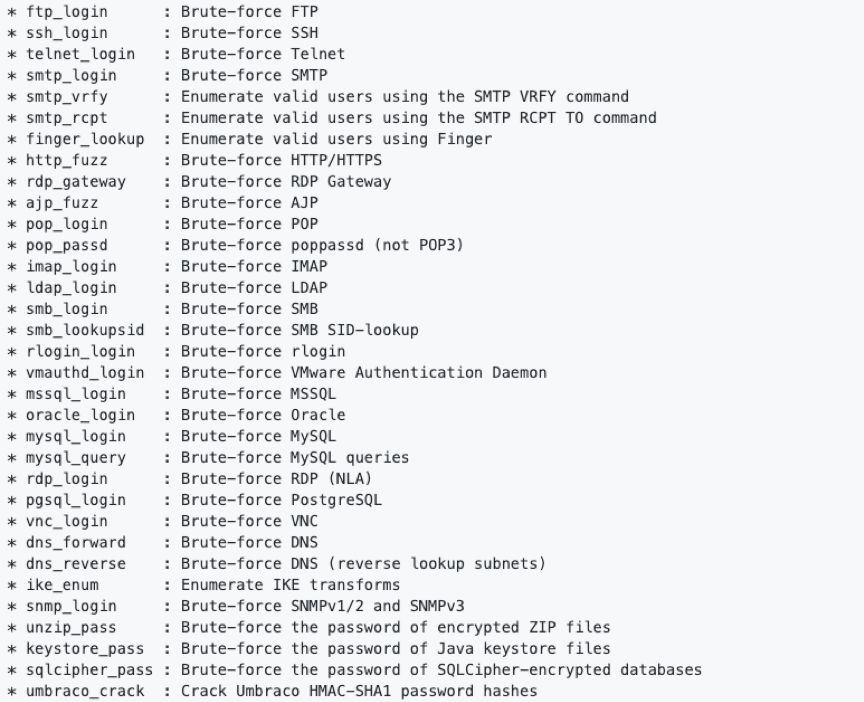 * ftp_login     : Brute-force FTP
* ssh_login     : Brute-force SSH
* telnet_login  : Brute-force Telnet
* smtp_login    : Brute-force SMTP
* smtp_vrfy     : Enumerate valid users using the SMTP VRFY command
* smtp_rcpt     : Enumerate valid users using the SMTP RCPT TO command
* finger_lookup : Enumerate valid users using Finger
* http_fuzz     : Brute-force HTTP/HTTPS
* rdp_gateway   : Brute-force RDP Gateway
* ajp_fuzz      : Brute-force AJP
* pop_login     : Brute-force POP
* pop_passd     : Brute-force poppassd (not POP3)
* imap_login    : Brute-force IMAP
* ldap_login    : Brute-force LDAP
* smb_login     : Brute-force SMB
* smb_lookupsid : Brute-force SMB SID-lookup
* rlogin_login  : Brute-force rlogin
* vmauthd_login : Brute-force VMware Authentication Daemon
* mssql_login   : Brute-force MSSQL
* oracle_login  : Brute-force Oracle
* mysql_login   : Brute-force MySQL
* mysql_query   : Brute-force MySQL queries
* rdp_login     : Brute-force RDP (NLA)
* pgsql_login   : Brute-force PostgreSQL
* vnc_login     : Brute-force VNC
* dns_forward   : Brute-force DNS
* dns_reverse   : Brute-force DNS (reverse lookup subnets)
* ike_enum      : Enumerate IKE transforms
* snmp_login    : Brute-force SNMPv1/2 and SNMPv3
* unzip_pass    : Brute-force the password of encrypted ZIP files
* keystore_pass : Brute-force the password of Java keystore files
* sqlcipher_pass : Brute-force the password of SQLCipher-encrypted databases
* umbraco_crack : Crack Umbraco HMAC-SHA1 password hashes